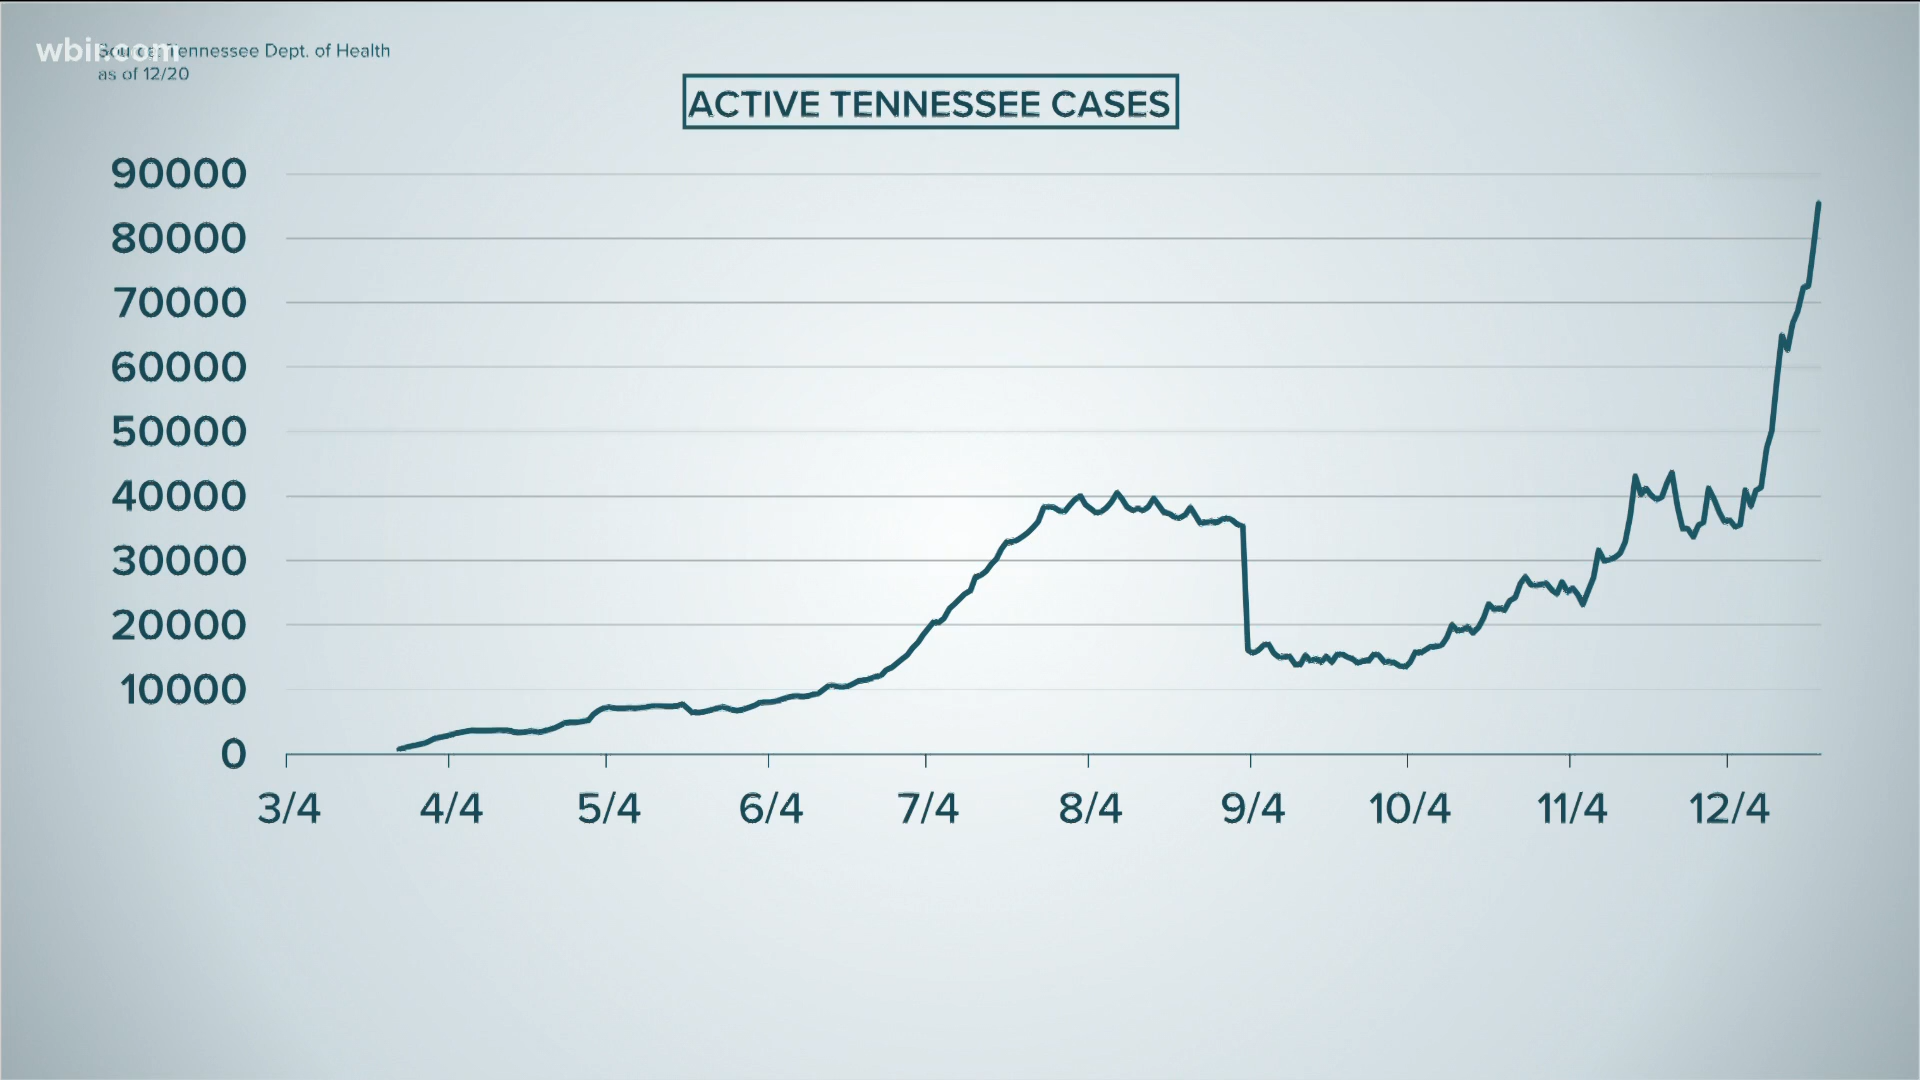 wbir.com
Source: Tennessee Dept. of Health
as of 12/20
ACTIVE TENNESSEE CASES
90000
80000
70000
60000
50000
40000
30000
20000
10000
0
3/4 4/4 5/4 6/4 7/4 8/4 9/4 10/4 11/4 12/4